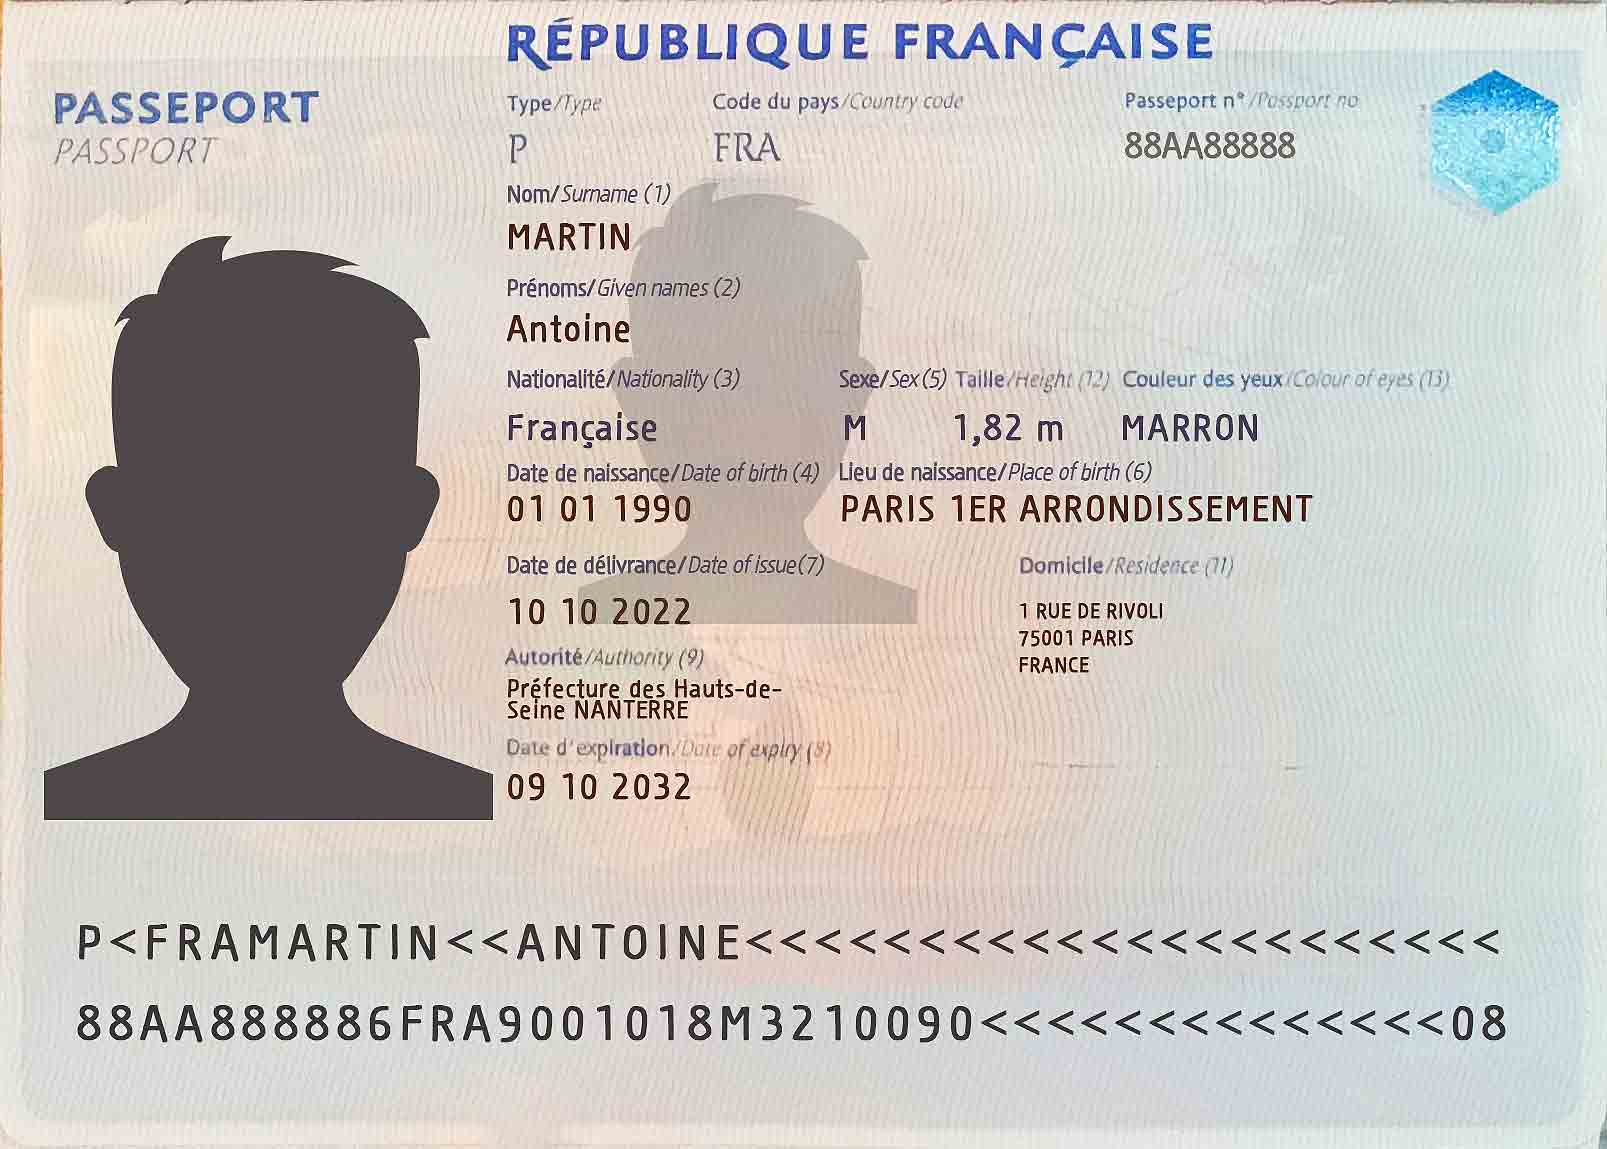 RÉPUBLIQUE FRANÇAISE
PASSEPORT
PASSPORT
Type/Type Code du pays/Country code Passeport n°/Passport no
P FRA 88AA88888
Nom/Surname (1)
MARTIN
Prénoms/Given names (2)
Antoine
Nationalité/Nationality (3) Sexe/Sex (5) Taille/Height (12) Couleur des yeux/Colour of eyes (13)
Française M 1,82 m MARRON
Date de naissance/Date of birth (4) Lieu de naissance/Place of birth (6)
01 01 1990 PARIS 1ER ARRONDISSEMENT
Date de délivrance/Date of issue (7) Domicile/Residence (11)
10 10 2022 1 RUE DE RIVOLI
75001 PARIS
FRANCE
Autorité/Authority (9)
Préfecture des Hauts-de-
Seine NANTERRE
Date d'expiration/Date of expiry (8)
09 10 2032
P<FRAMARTIN<<ANTOINE<<<<<<<<<<<<<<<<<<<<<<
88AA888886FRA9001018M3210090<<<<<<<<<<<<<<08